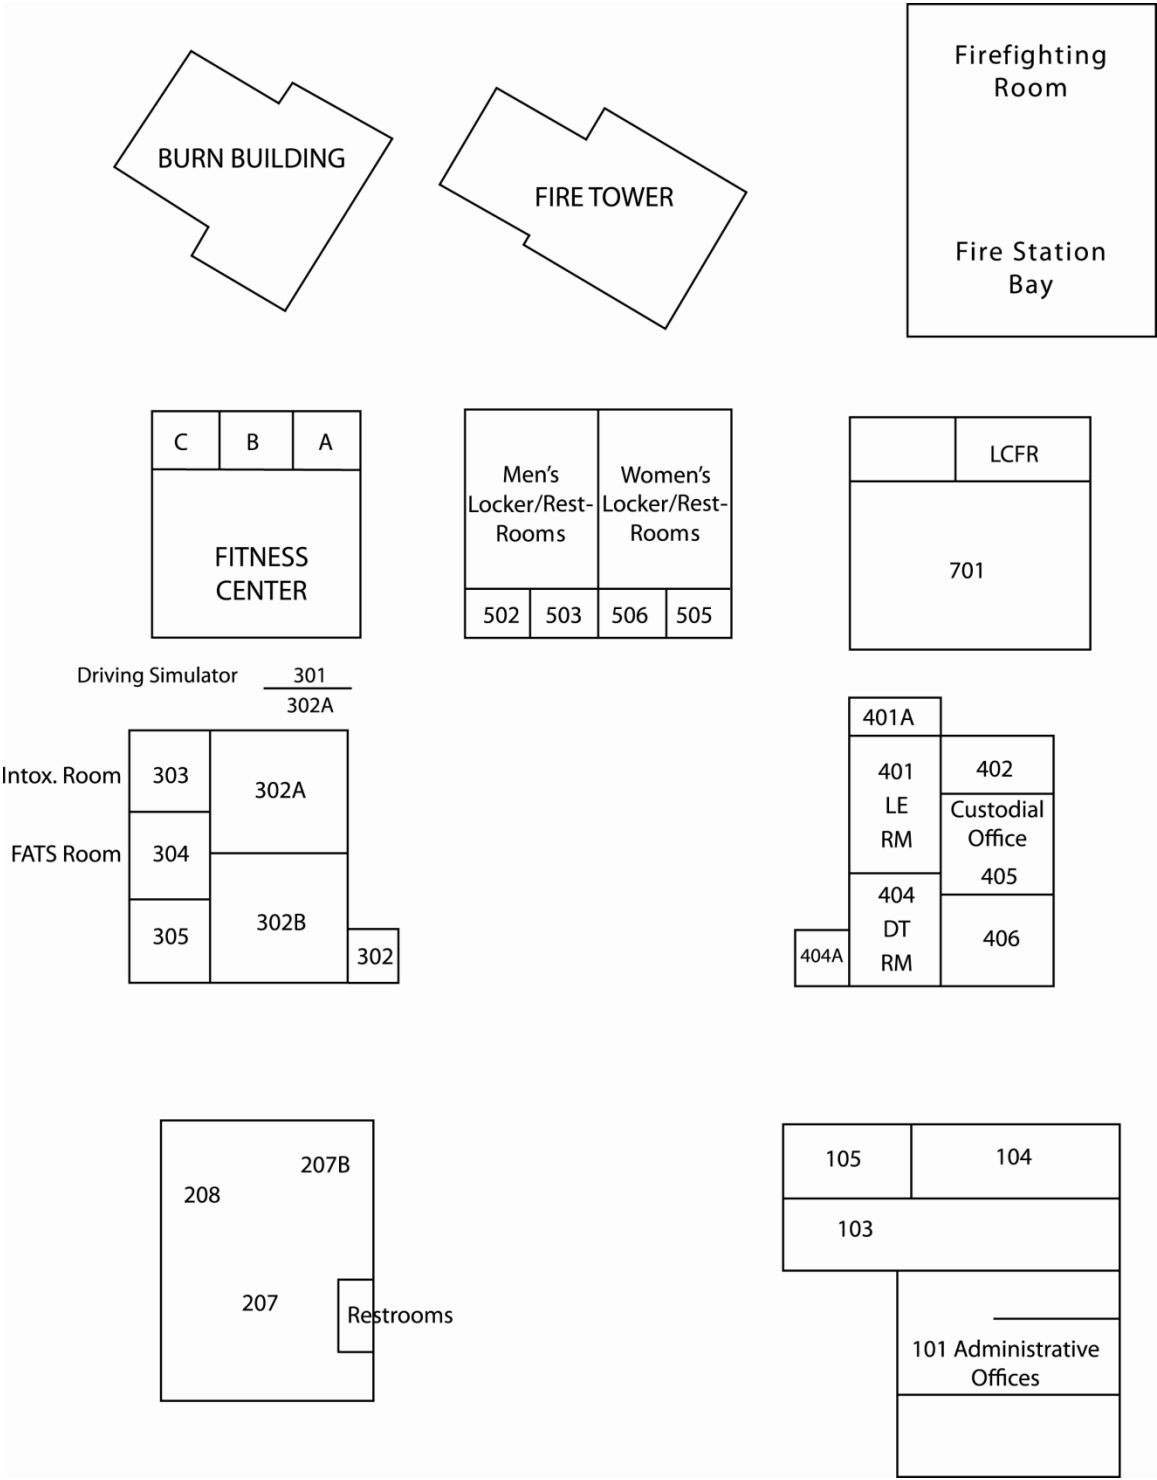 Firefighting
Room
BURN BUILDING
FIRE TOWER
Fire Station
Bay
C
B
A
FITNESS
CENTER
Men's
Locker/Rest-
Rooms
Women's
Locker/Rest-
Rooms
502
503
506
505
LCFR
701
Driving Simulator
301
302A
Intox. Room
303
302A
FATS Room
304
302B
305
302
401A
401
LE
RM
402
Custodial
Office
405
404
DT
RM
404A
406
207B
208
207
Restrooms
105
104
103
101 Administrative
Offices